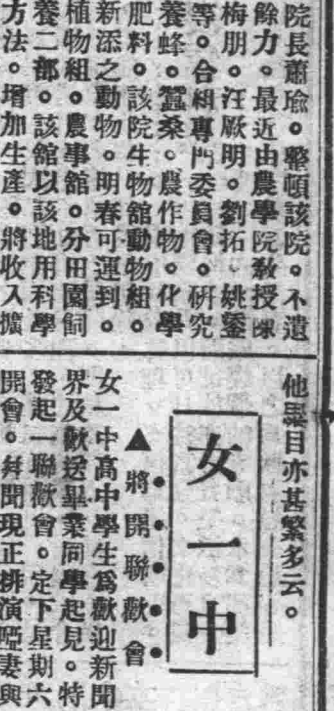 院長蕭瑜。整頓該院。不遺
餘力。最近由農學院敎授陳
梅朋。汪厥明。劉拓。姚鋈
等。合組專門委員會。硏究
養蜂。蠶桑。農作物。化學
肥料。該院生物舘動物組。
新添之動物。明春可運到。
植物組。農事舘。分田園飼
養二部。該舘以該地用科學
方法。增加生產。將收入擴
他畢目亦甚繁多云。
女一中
▲將開聯歡會
女一中高中學生爲歡迎新聞
界及歡送畢業同學起見。特
發起一聯歡會。定下星期六
開會。幷聞現正排演啞妻與